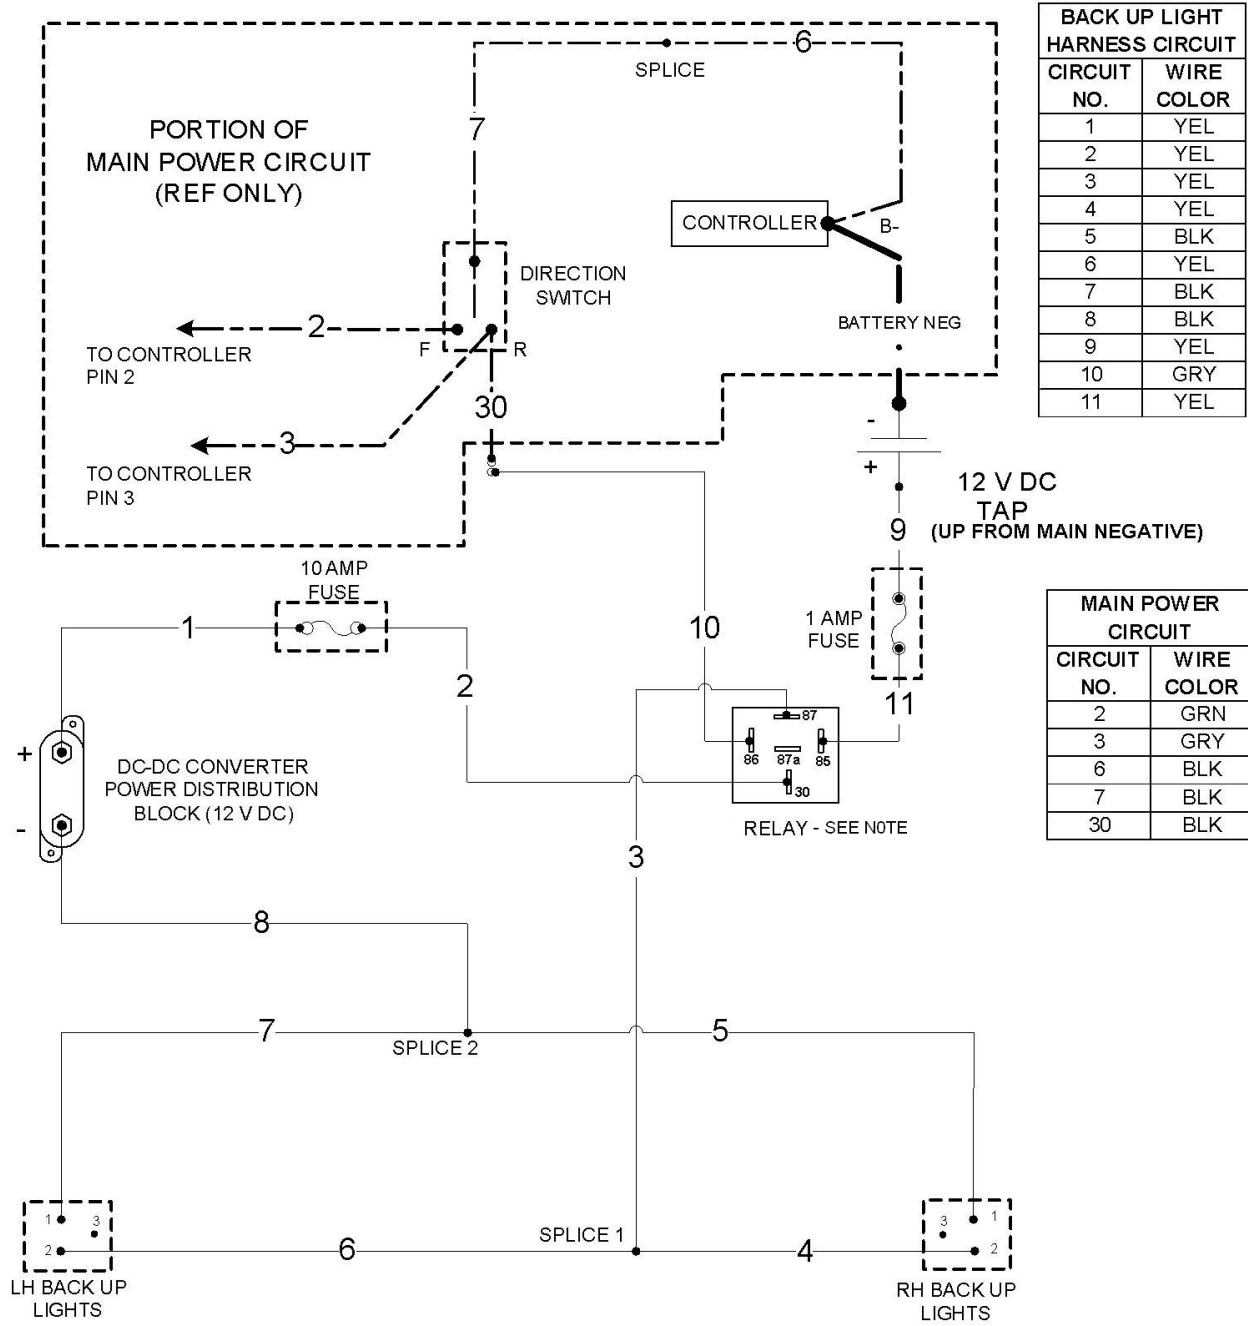 6
SPLICE
7
PORTION OF
MAIN POWER CIRCUIT
(REF ONLY)
CONTROLLER
B-
DIRECTION
SWITCH
BATTERY NEG
2
TO CONTROLLER
PIN 2
F
R
30
3
TO CONTROLLER
PIN 3
-
+
12 V DC
TAP
(UP FROM MAIN NEGATIVE)
9
BACK UP LIGHT
HARNESS CIRCUIT
CIRCUIT NO. WIRE COLOR
1 YEL
2 YEL
3 YEL
4 YEL
5 BLK
6 YEL
7 BLK
8 BLK
9 YEL
10 GRY
11 YEL
10 AMP
FUSE
1
2
10
1 AMP
FUSE
11
87
86
87a
85
30
RELAY - SEE N0TE
MAIN POWER
CIRCUIT
CIRCUIT NO. WIRE COLOR
2 GRN
3 GRY
6 BLK
7 BLK
30 BLK
+
-
DC-DC CONVERTER
POWER DISTRIBUTION
BLOCK (12 V DC)
3
8
7
SPLICE 2
5
1
3
2
LH BACK UP
LIGHTS
6
SPLICE 1
4
3
1
2
RH BACK UP
LIGHTS